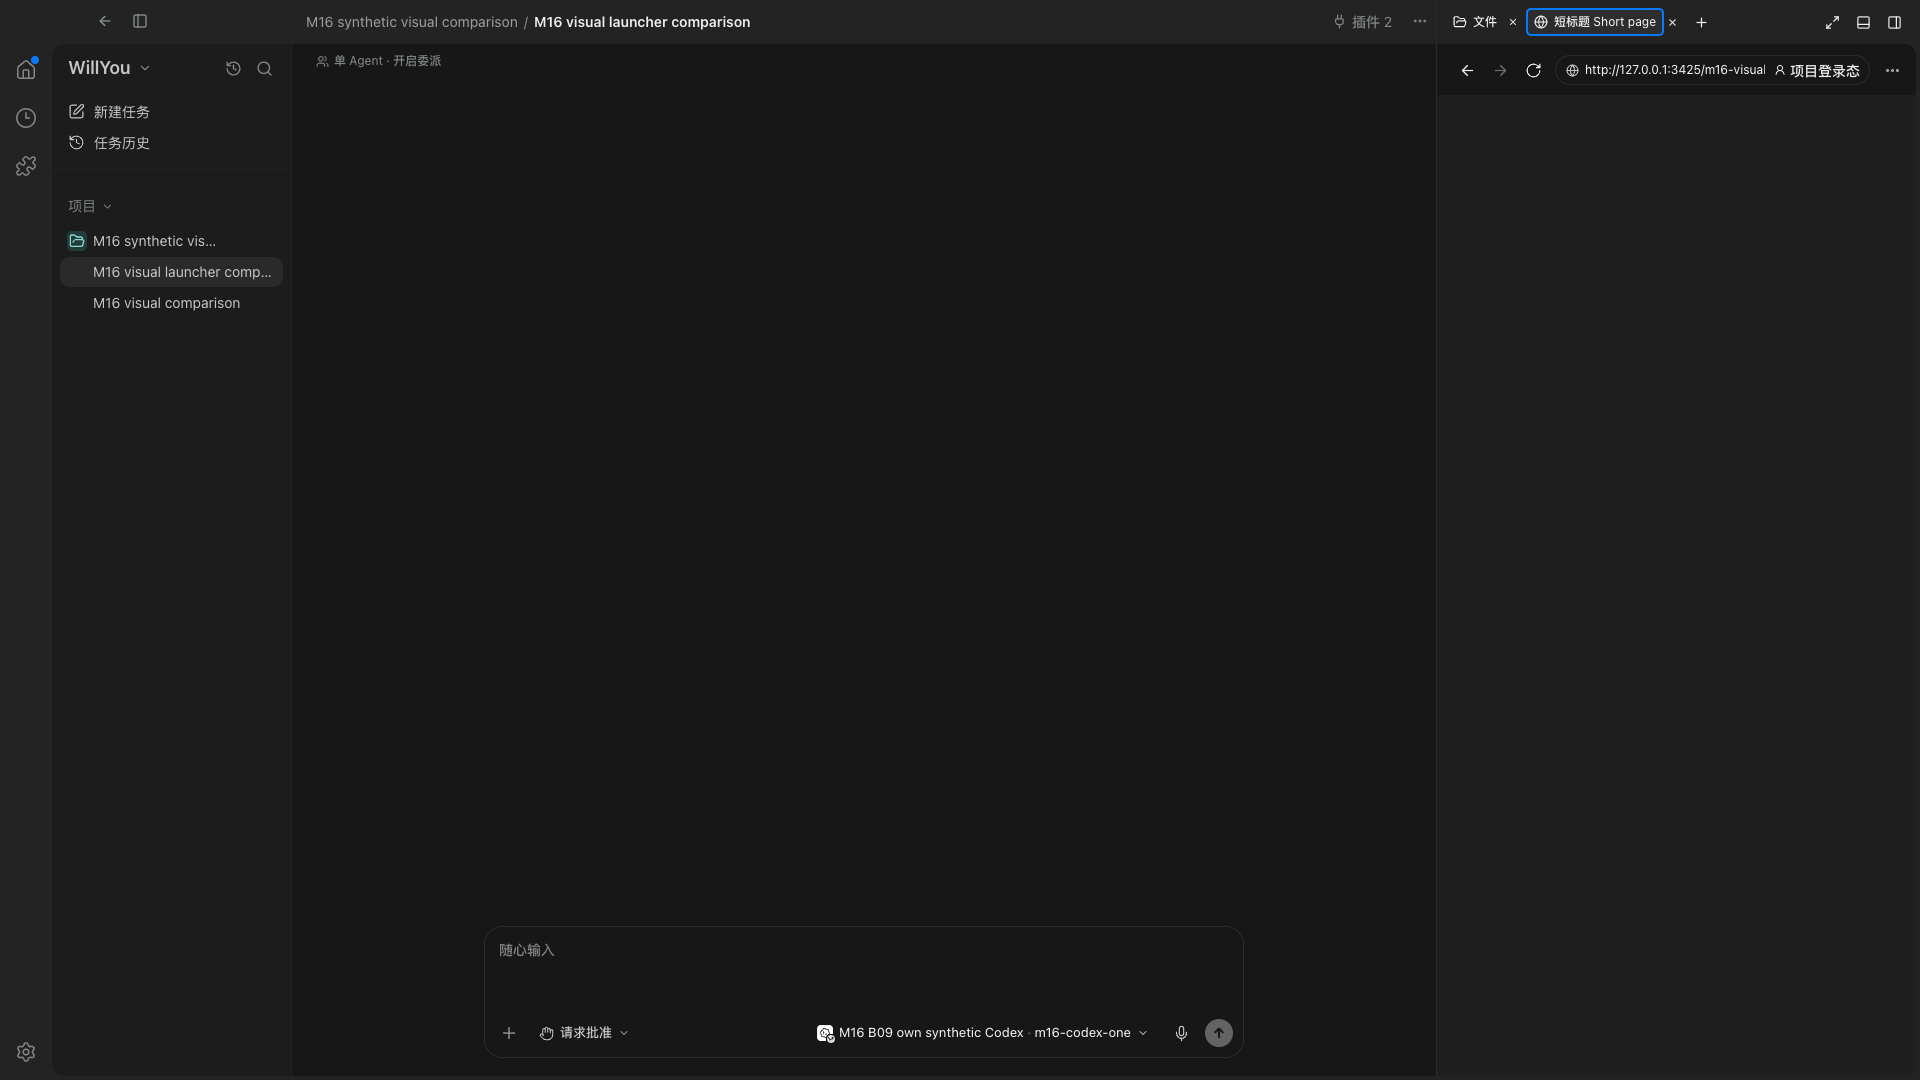 M16 synthetic visual comparison / M16 visual launcher comparison
插件 2
文件
短标题 Short page
WillYou
单 Agent · 开启委派
http://127.0.0.1:3425/m16-visual
项目登录态
新建任务
任务历史
项目
M16 synthetic vis...
M16 visual launcher comp...
M16 visual comparison
随心输入
请求批准
M16 B09 own synthetic Codex · m16-codex-one